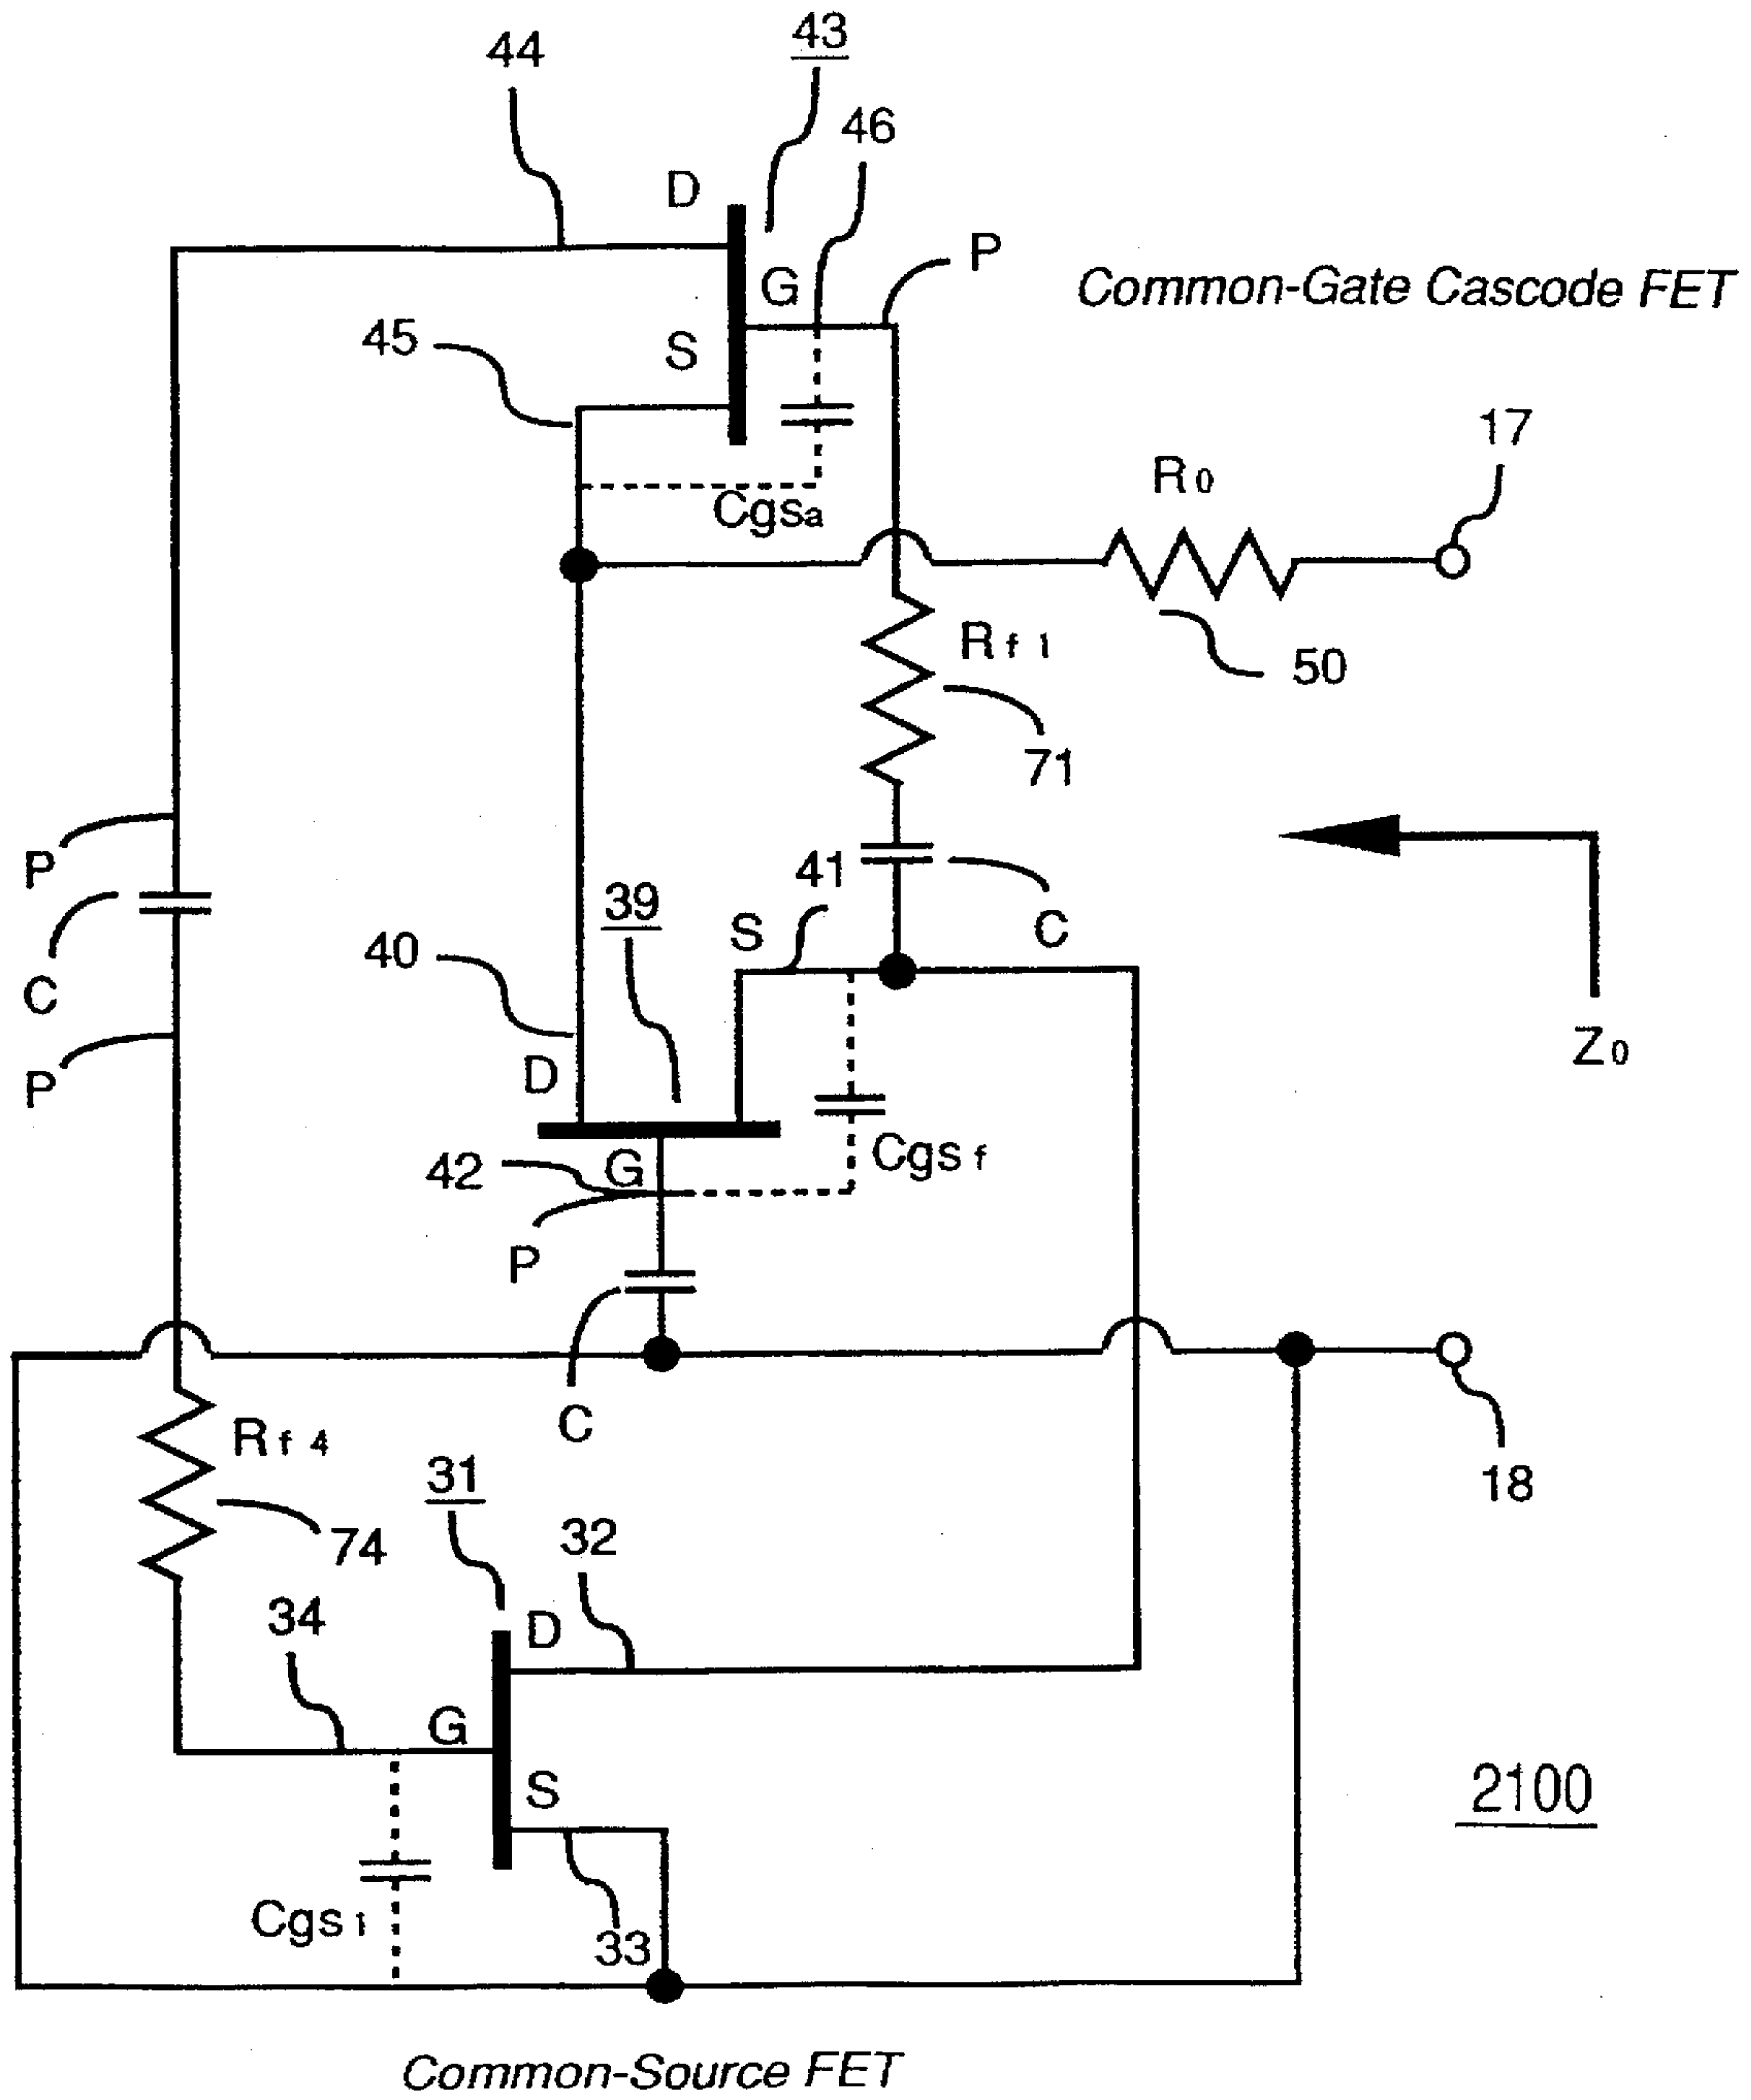 44
43
46
D
G
P
Common-Gate Cascode FET
45
S
17
R0
Cgsa
Rf1
50
71
P
41
39
S
C
40
C
D
Z0
P
Cgsf
42
G
P
C
Rf4
31
18
74
32
34
D
G
S
2100
Cgsi
33
Common-Source FET